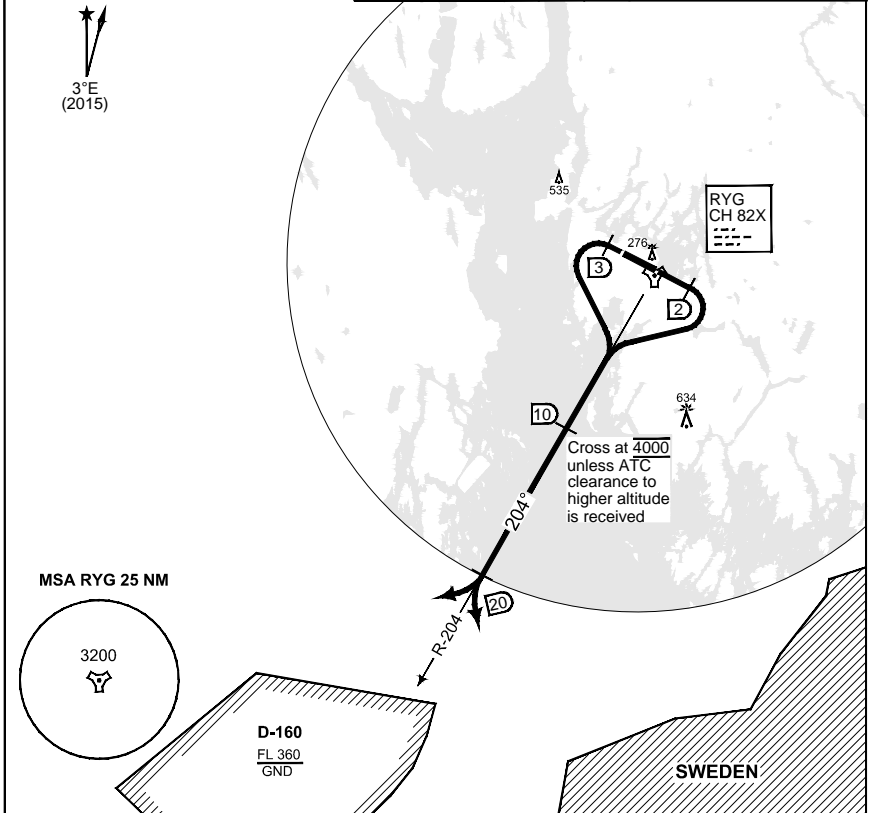 3°E
(2015)
535
RYG
CH 82X
276
3
2
634
10
Cross at 4000
unless ATC
clearance to
higher altitude
is received
204°
20
R-204
MSA RYG 25 NM
3200
D-160
FL 360
GND
SWEDEN